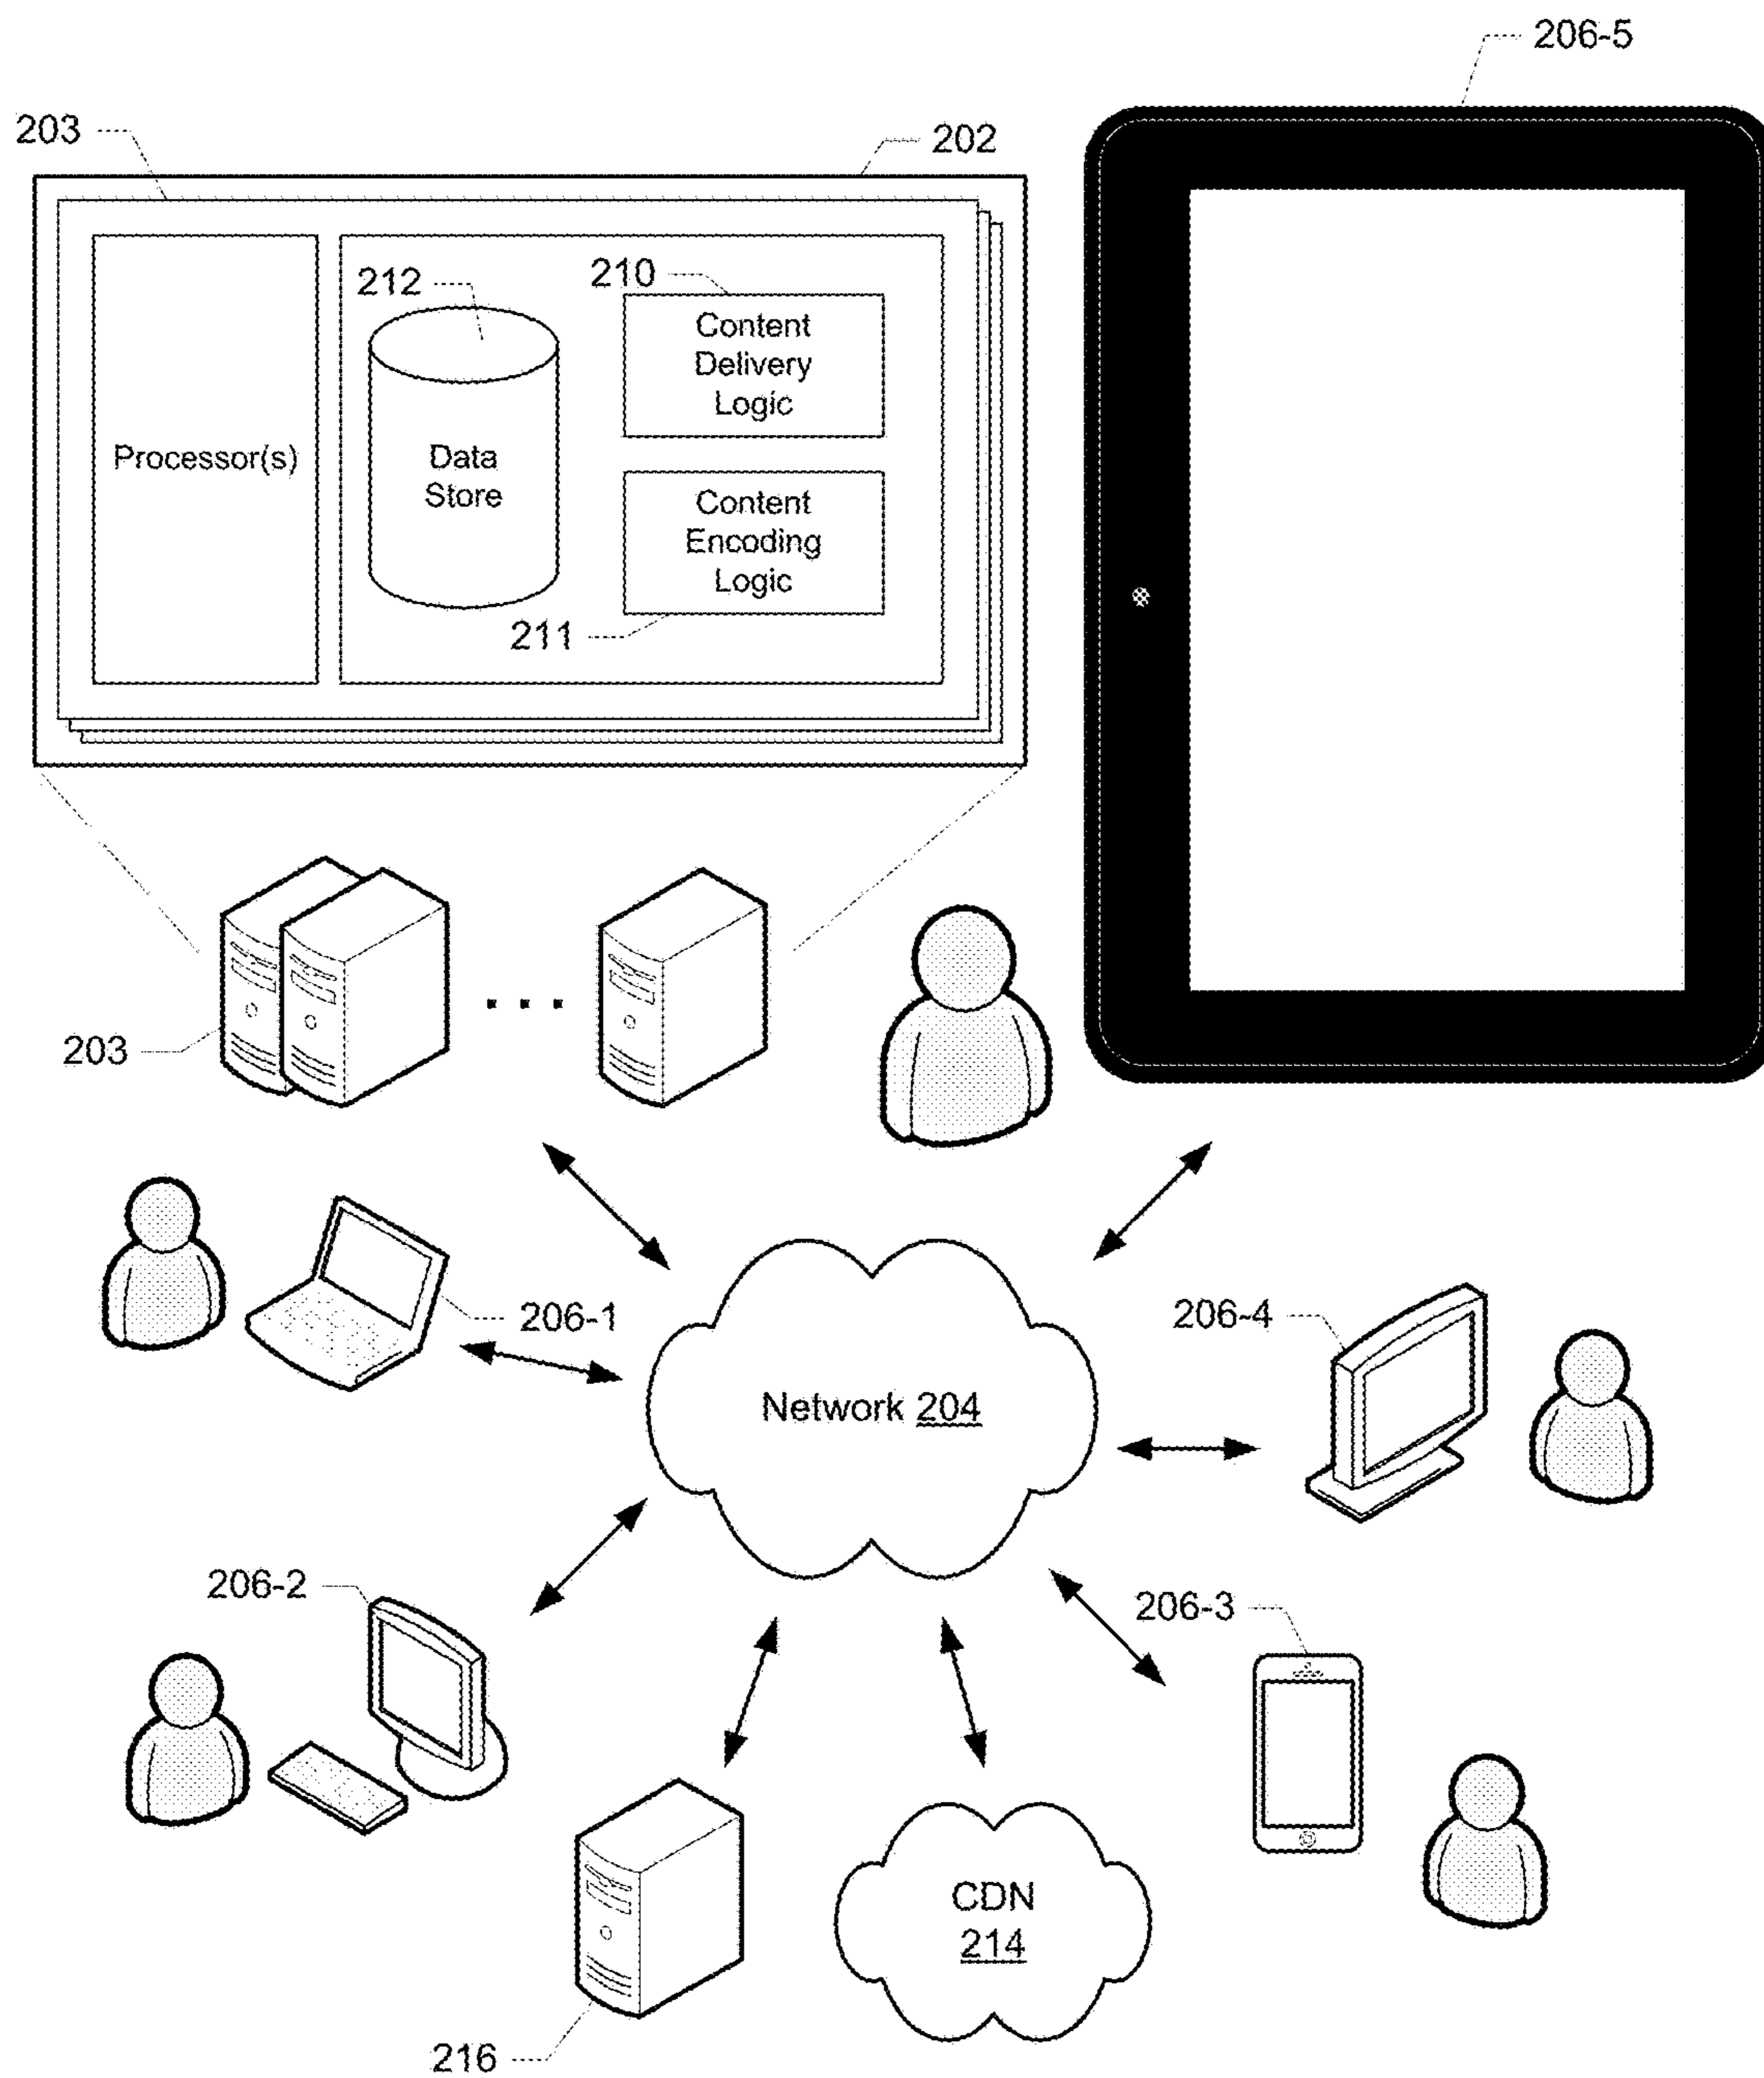 206-5
203
202
212
210
Content
Delivery
Logic
Processor(s)
Data
Store
Content
Encoding
Logic
211
203
206-1
206-4
Network 204
206-2
206-3
CDN
214
216